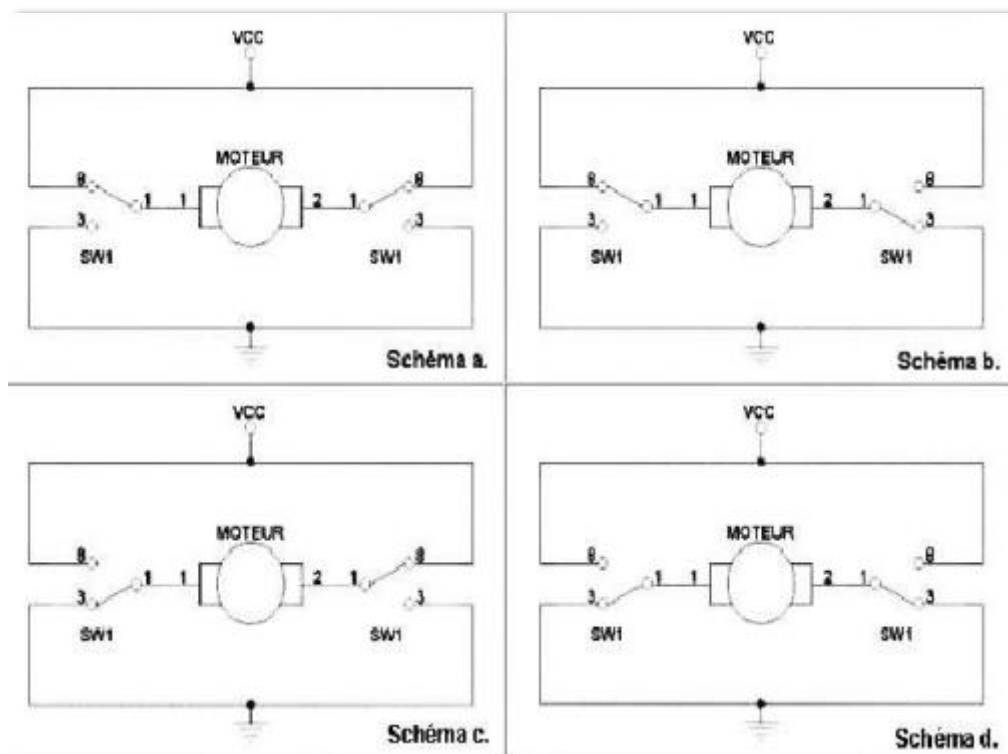 VCC
MOTEUR
8 1 1 2 1 8
3 3
SW1 SW1
Schéma a.
VCC
MOTEUR
8 1 1 2 1 8
3 3
SW1 SW1
Schéma b.
VCC
MOTEUR
8 1 1 2 1 8
3 3
SW1 SW1
Schéma c.
VCC
MOTEUR
1 1 2 1
3 3
SW1 SW1
Schéma d.